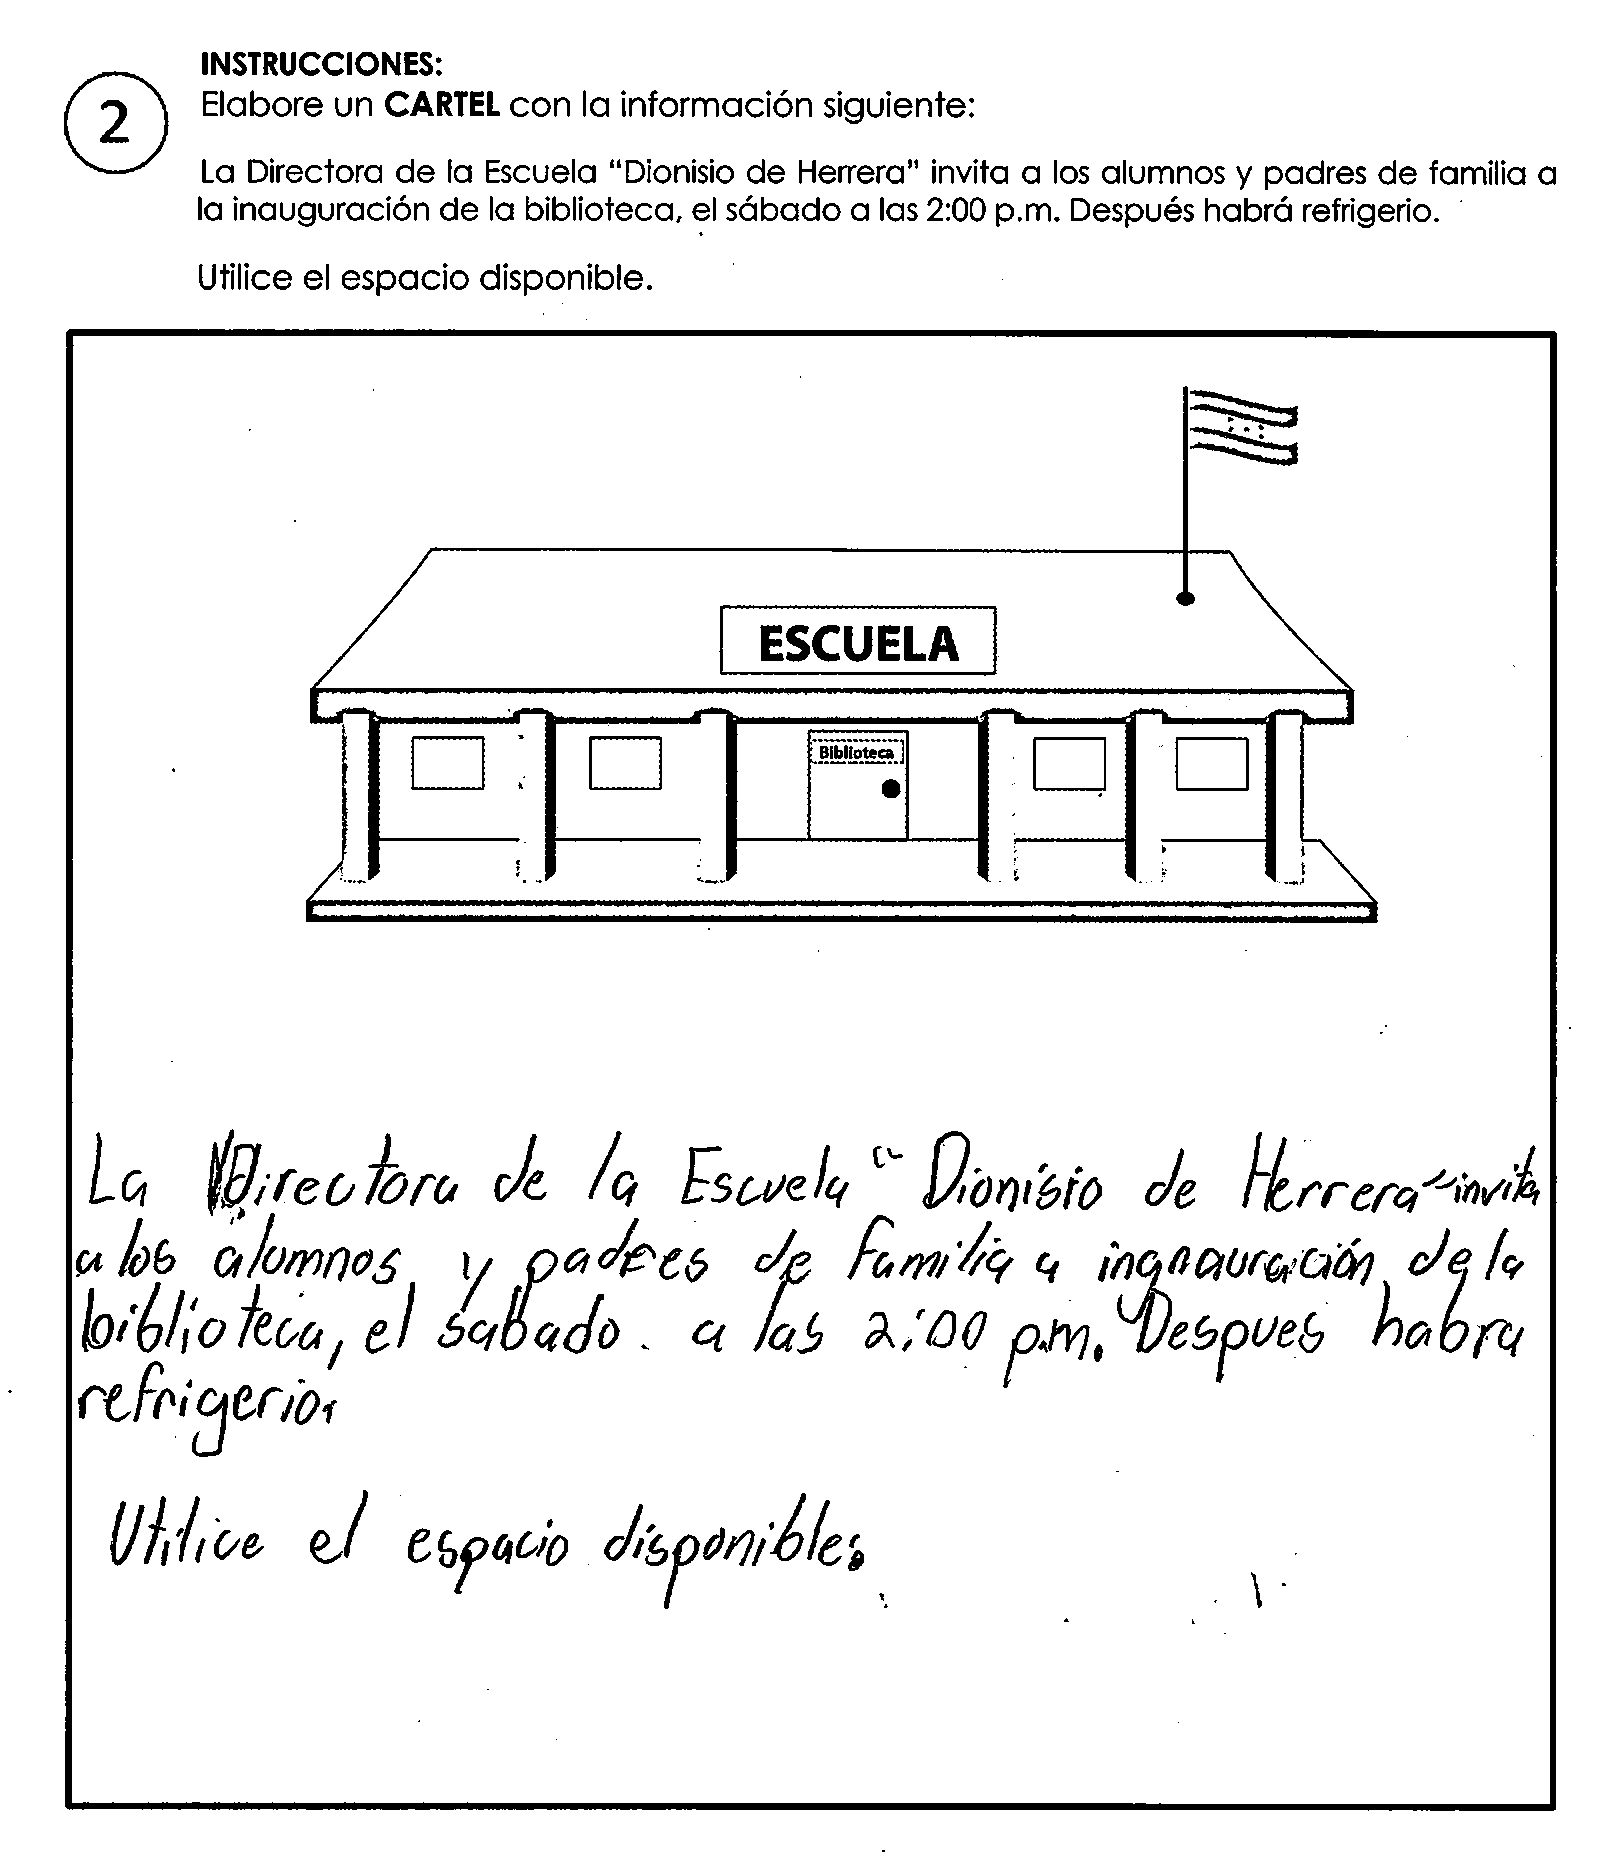 INSTRUCCIONES:
2
Elabore un CARTEL con la información siguiente:
La Directora de la Escuela "Dionisio de Herrera" invita a los alumnos y padres de familia a
la inauguración de la biblioteca, el sábado a las 2:00 p.m. Después habrá refrigerio.
Utilice el espacio disponible.
ESCUELA
Biblioteca
La Directora de la Escuela "Dionisio de Herrera" invita
a los alumnos y padres de familia a ingnauración de la
biblioteca, el sabado. a las 2:00 p.m. Despues habra
refrigerio.
Utilice el espacio disponible.